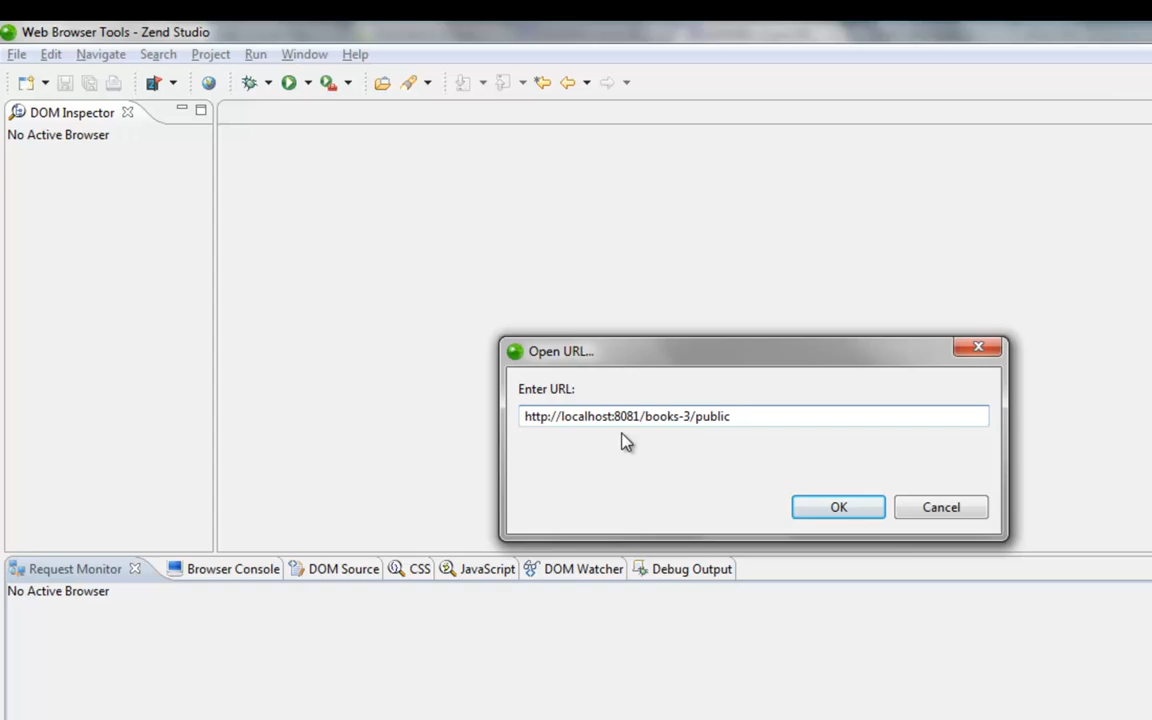 Web Browser Tools - Zend Studio
File Edit Navigate Search Project Run Window Help
DOM Inspector
No Active Browser
Open URL...
Enter URL:
http://localhost:8081/books-3/public
OK Cancel
Request Monitor Browser Console DOM Source CSS JavaScript DOM Watcher Debug Output
No Active Browser